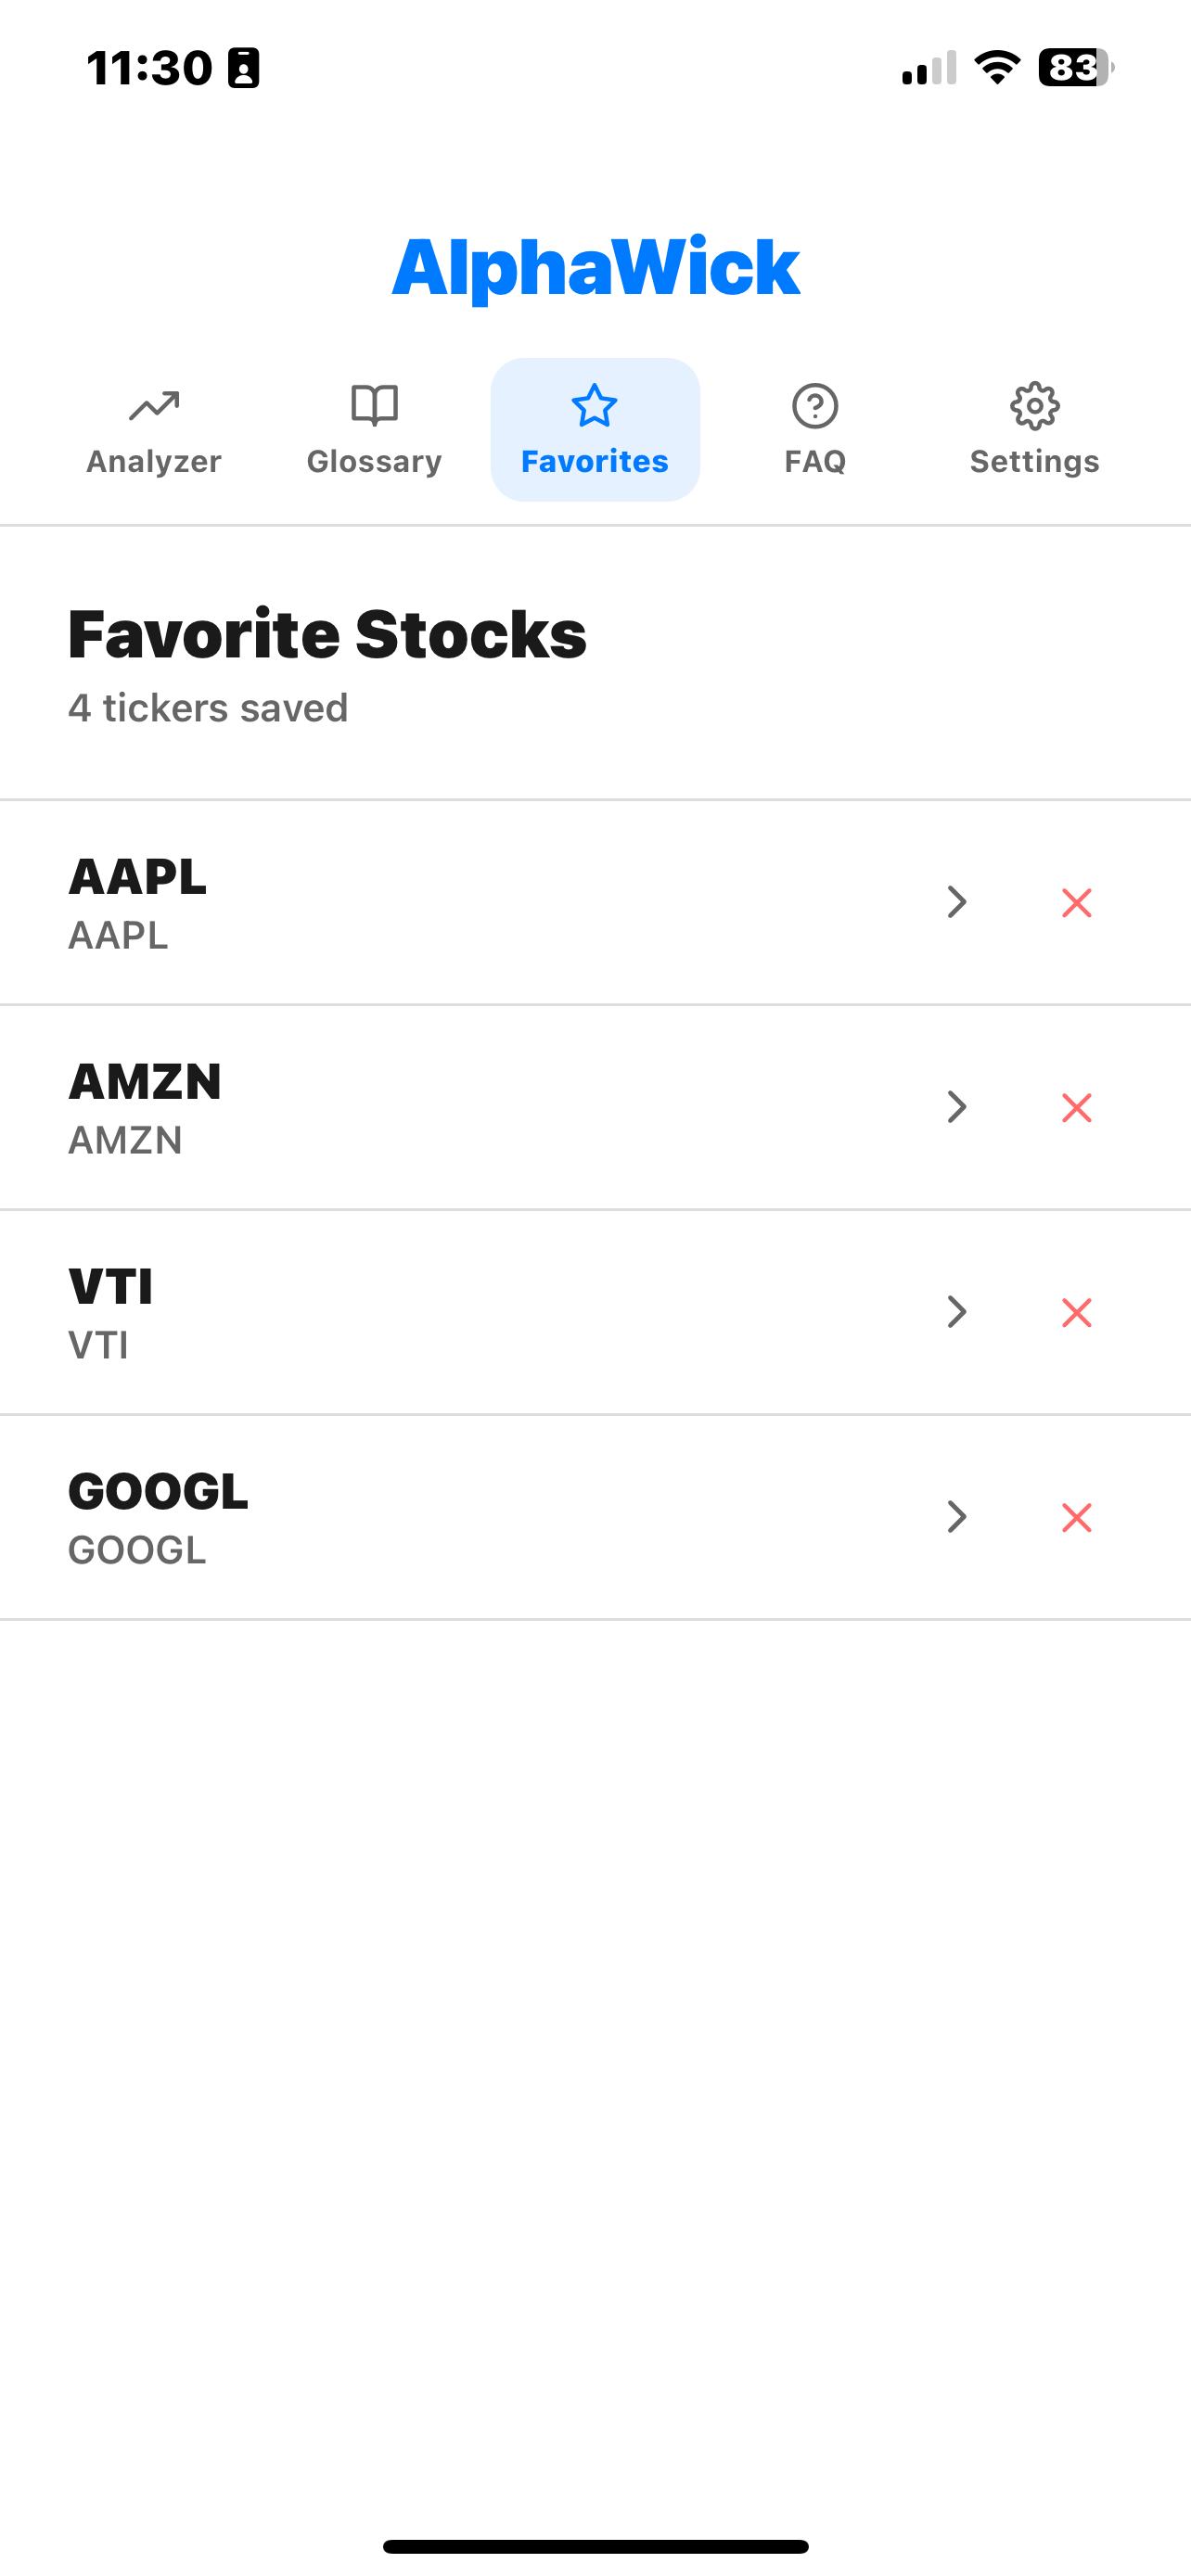 11:30
83
AlphaWick
Analyzer Glossary Favorites FAQ Settings
Favorite Stocks
4 tickers saved
AAPL
AAPL
AMZN
AMZN
VTI
VTI
GOOGL
GOOGL